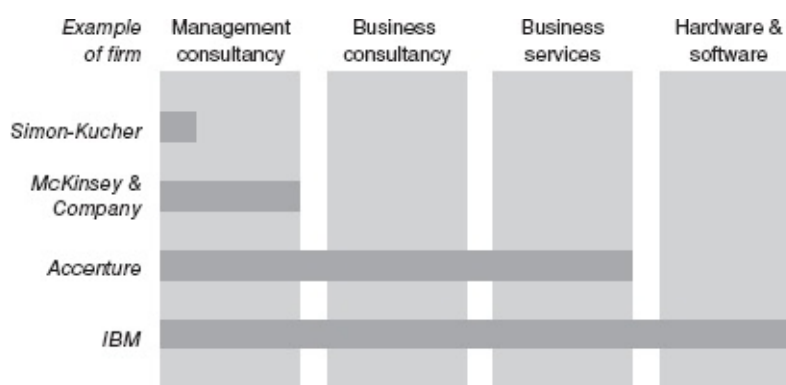 Example of firm
Management consultancy
Business consultancy
Business services
Hardware & software
Simon-Kucher
McKinsey & Company
Accenture
IBM